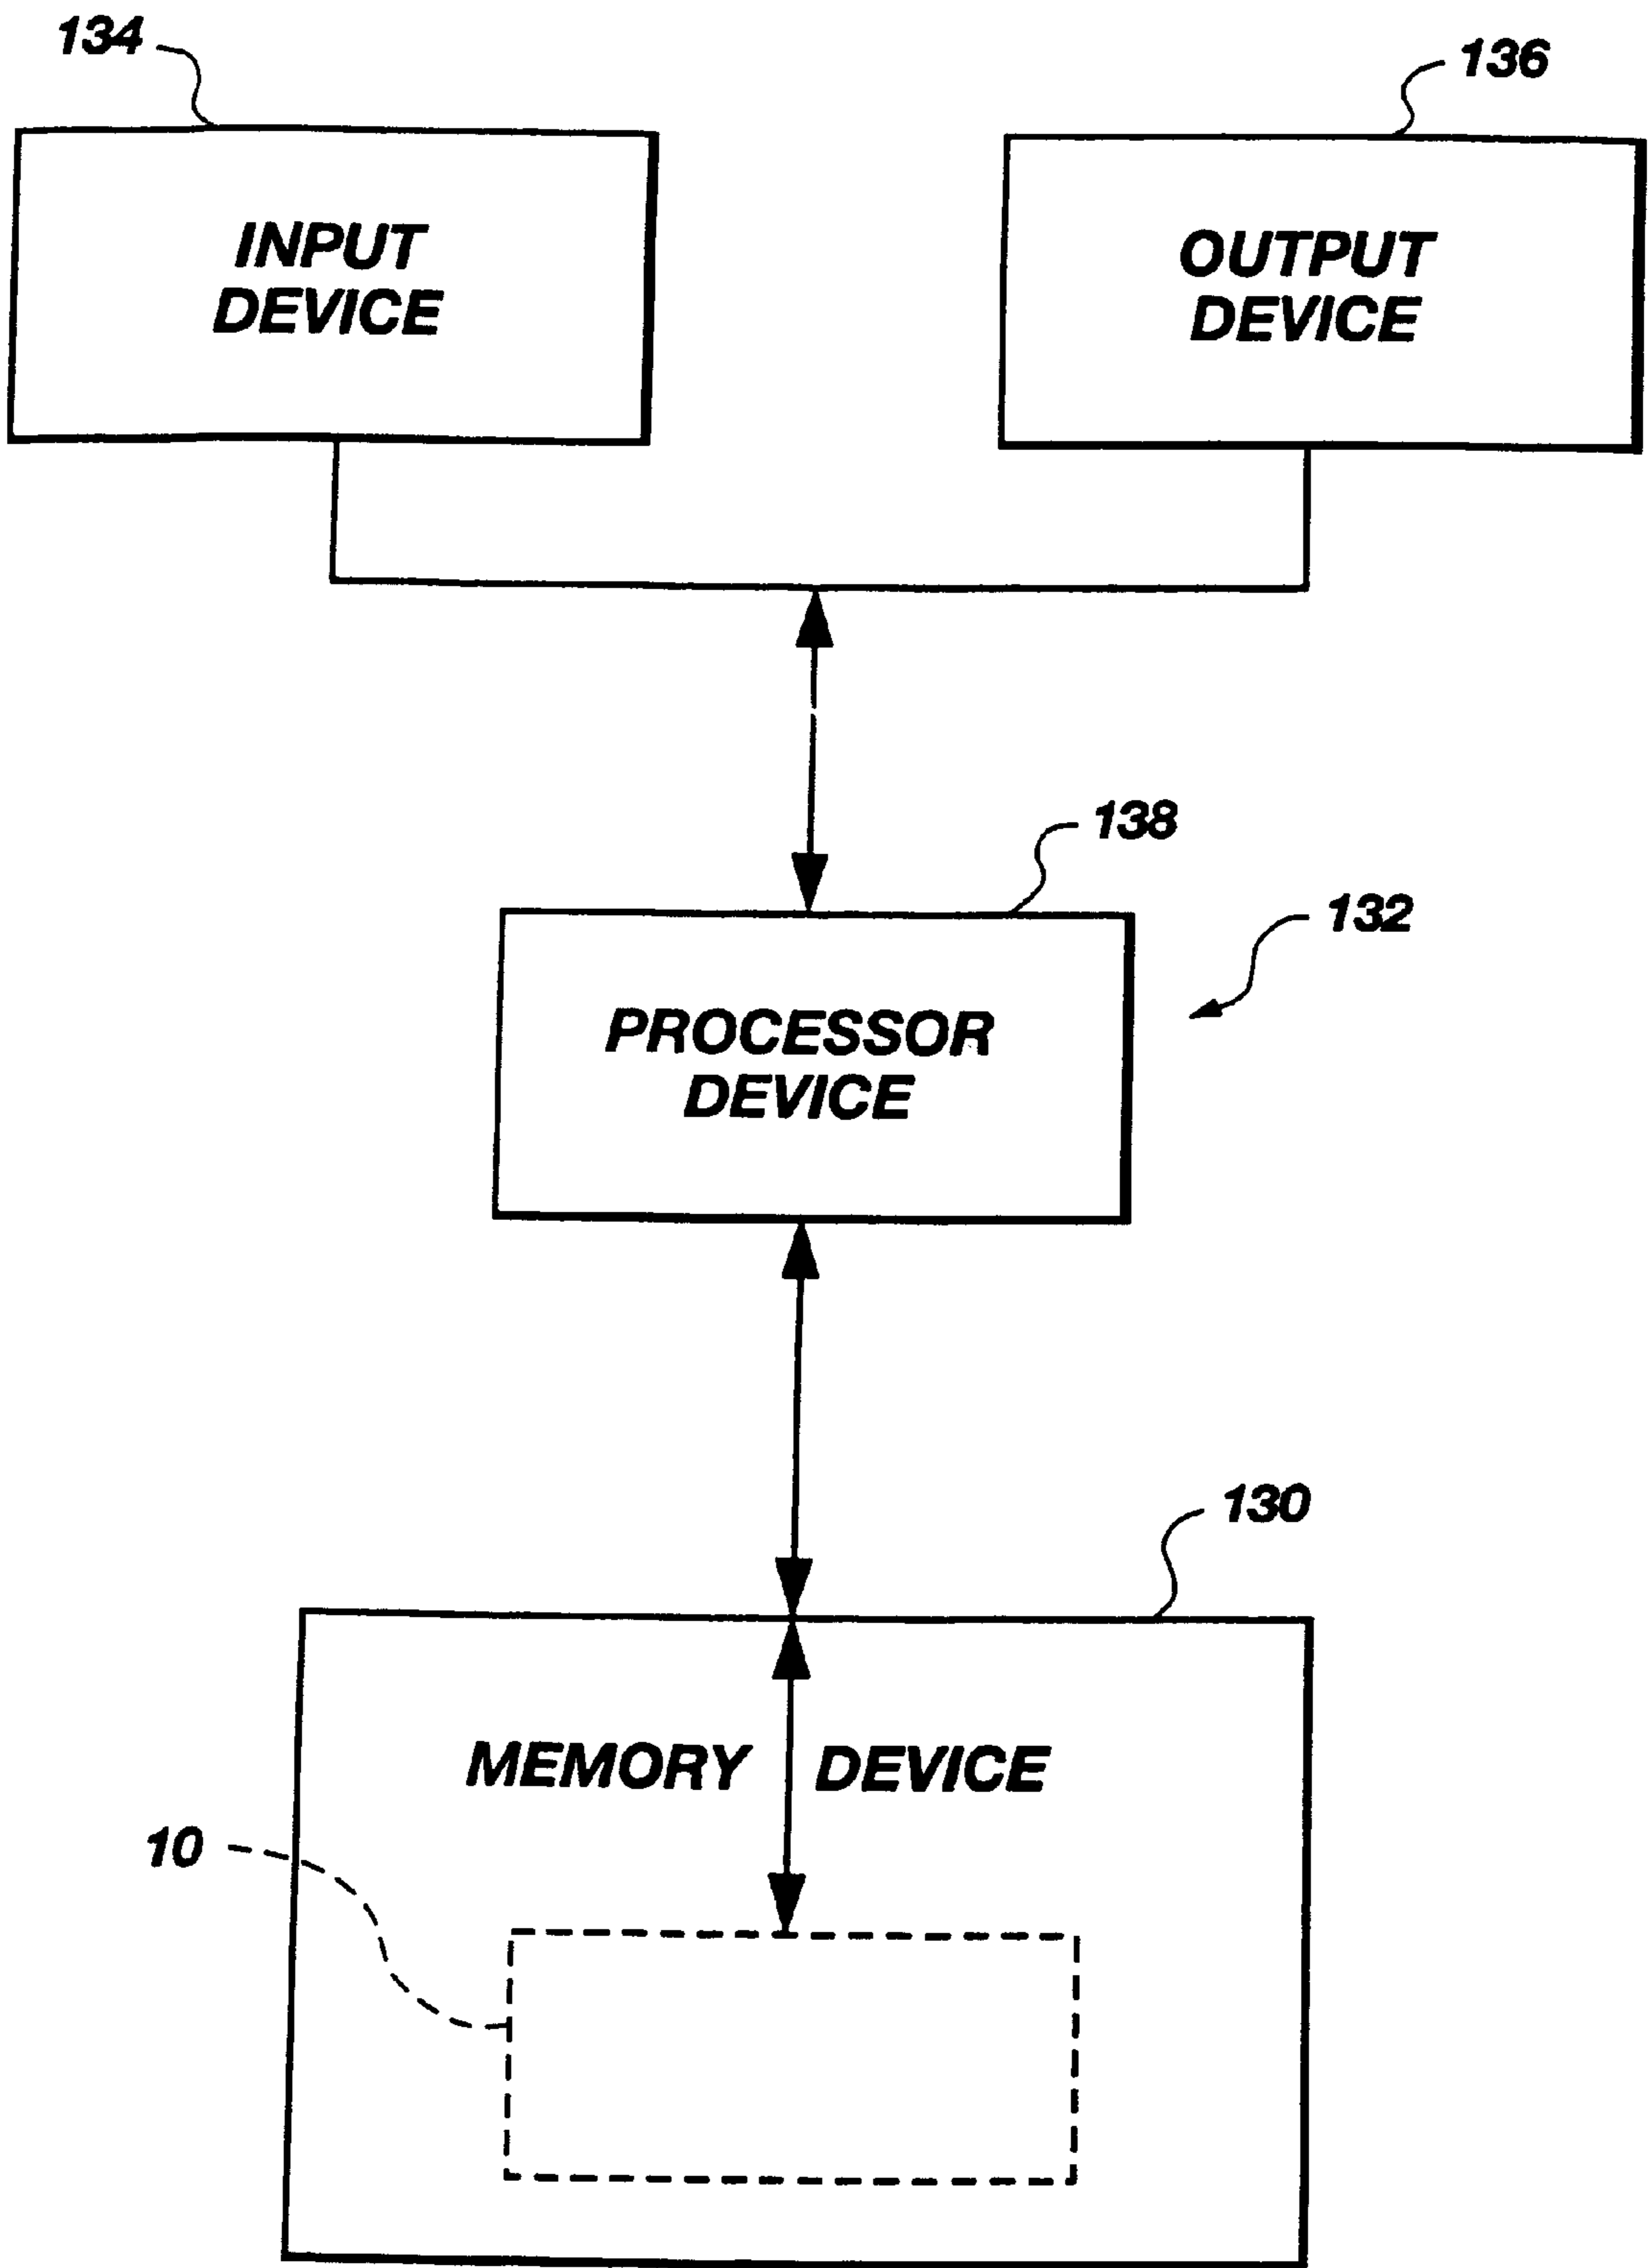 134
136
INPUT
DEVICE
OUTPUT
DEVICE
138
132
PROCESSOR
DEVICE
130
MEMORY DEVICE
10